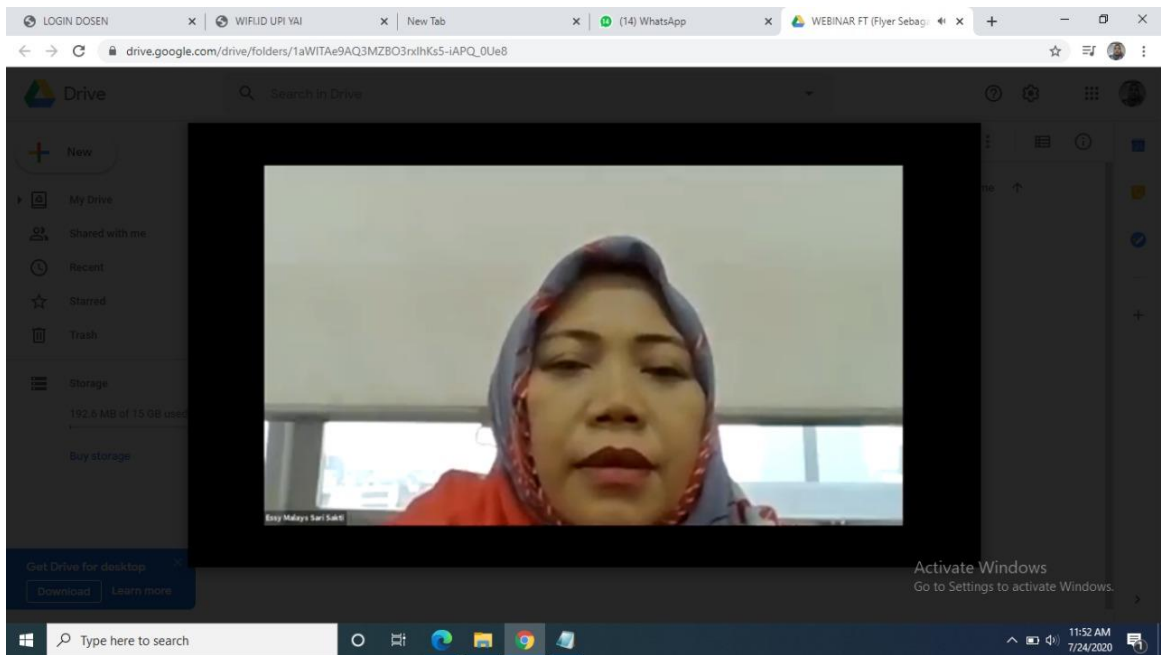 LOGIN DOSEN
WIFI.ID UPI YAI
New Tab
(14) WhatsApp
WEBINAR FT (Flyer Sebaga
drive.google.com/drive/folders/1aWITAe9AQ3MZBO3rxlhKs5-iAPQ_0Ue8
Drive
Search in Drive
New
My Drive
Shared with me
Recent
Starred
Trash
Storage
192.6 MB of 15 GB used
Buy storage
Essy Malays Sari Sakti
Get Drive for desktop
Download Learn more
Activate Windows
Go to Settings to activate Windows.
Type here to search
11:52 AM
7/24/2020